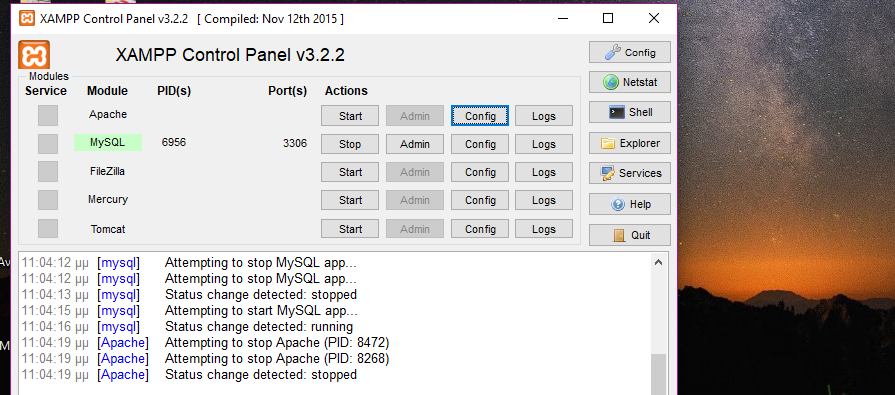 XAMPP Control Panel v3.2.2 [ Compiled: Nov 12th 2015 ]
XAMPP Control Panel v3.2.2
Config
Modules
Netstat
Service Module PID(s) Port(s) Actions
Apache Start Admin Config Logs
Shell
MySQL 6956 3306 Stop Admin Config Logs
Explorer
FileZilla Start Admin Config Logs
Services
Mercury Start Admin Config Logs
Help
Tomcat Start Admin Config Logs
Quit
11:04:12 μμ [mysql] Attempting to stop MySQL app...
11:04:12 μμ [mysql] Attempting to stop MySQL app...
11:04:13 μμ [mysql] Status change detected: stopped
11:04:15 μμ [mysql] Attempting to start MySQL app...
11:04:16 μμ [mysql] Status change detected: running
11:04:19 μμ [Apache] Attempting to stop Apache (PID: 8472)
11:04:19 μμ [Apache] Attempting to stop Apache (PID: 8268)
11:04:19 μμ [Apache] Status change detected: stopped